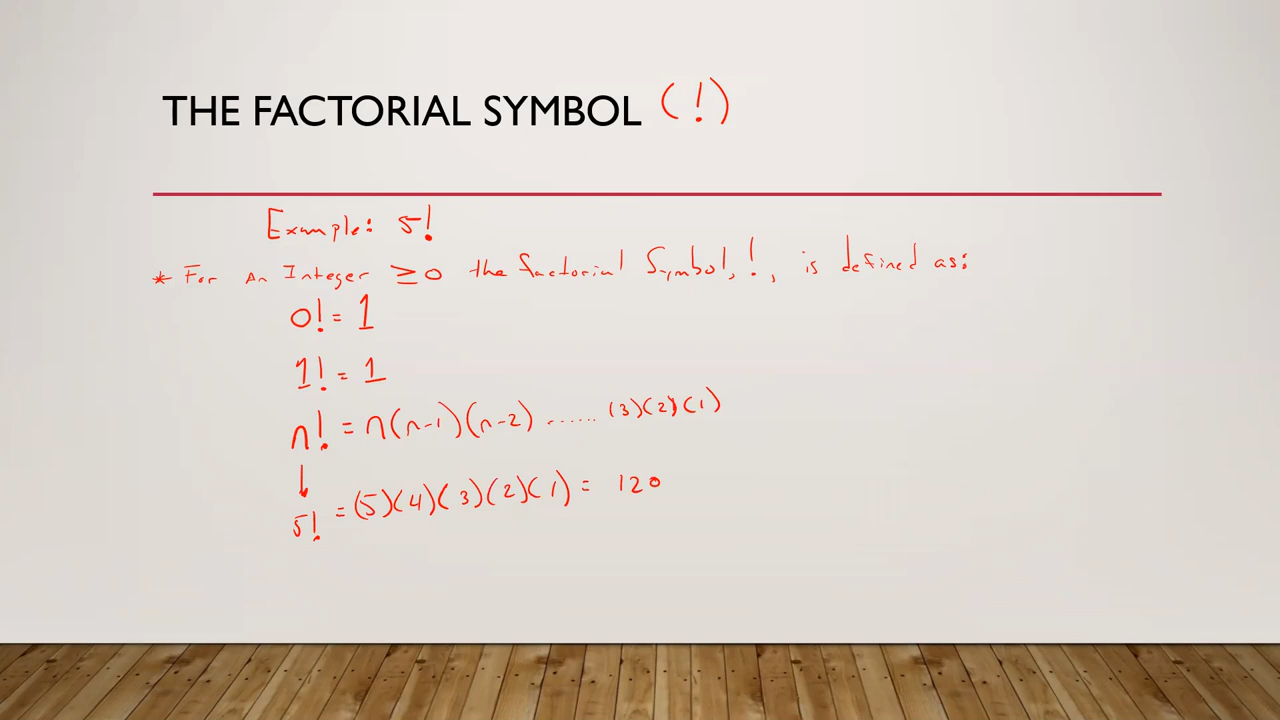 THE FACTORIAL SYMBOL (!)
Example: 5!
* For An Integer ≥0 the factorial Symbol, !, is defined as:
0! = 1
1! = 1
n! = n(n-1)(n-2) ...... (3)(2)(1)
↓
5! = (5)(4)(3)(2)(1) = 120